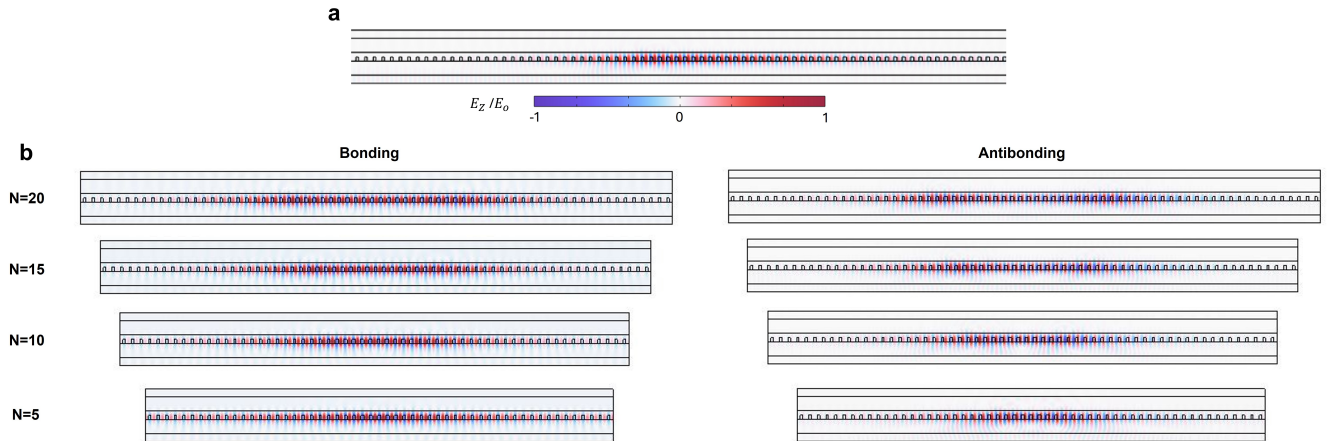 a
E_Z /E_o
-1 0 1
b
Bonding Antibonding
N=20
N=15
N=10
N=5